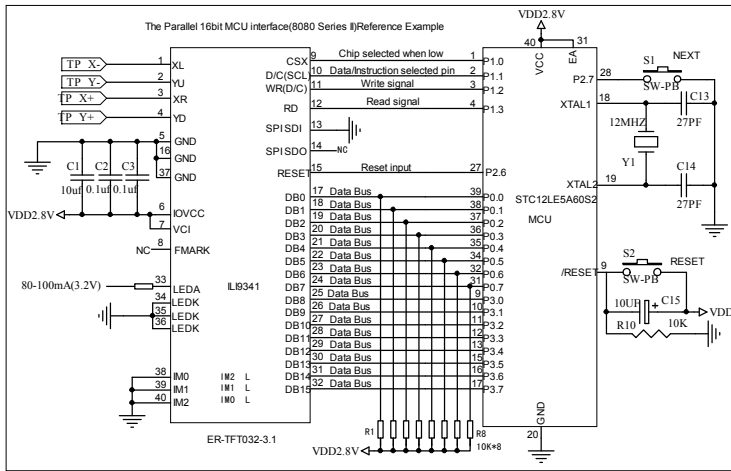 The Parallel 16bit MCU interface(8080 Series Ⅱ)Reference Example
VDD2.8V
TP X- 1 XL
TP Y- 2 YU
TP X+ 3 XR
TP Y+ 4 YD
5 GND
16 GND
37 GND
C1 C2 C3
10uf 0.1uf 0.1uf
VDD2.8V 6 IOVCC
7 VCI
NC 8 FMARK
80-100mA(3.2V) 33 LEDA
34 LEDK
35 LEDK
36 LEDK
38 IM0
39 IM1
40 IM2
ILI9341
IM2 L
IM1 L
IM0 L
ER-TFT032-3.1
CSX 9 Chip selected when low 1 P1.0
D/C(SCL) 10 Data/Instruction selected pin 2 P1.1
WR(D/C) 11 Write signal 3 P1.2
RD 12 Read signal 4 P1.3
SPISDI 13
SPISDO 14 NC
RESET 15 Reset input 27 P2.6
DB0 17 Data Bus 39 P0.0
DB1 18 Data Bus 38 P0.1
DB2 19 Data Bus 37 P0.2
DB3 20 Data Bus 36 P0.3
DB4 21 Data Bus 35 P0.4
DB5 22 Data Bus 34 P0.5
DB6 23 Data Bus 32 P0.6
DB7 24 Data Bus 31 P0.7
DB8 25 Data Bus 9 P3.0
DB9 26 Data Bus 10 P3.1
DB10 27 Data Bus 11 P3.2
DB11 28 Data Bus 12 P3.3
DB12 29 Data Bus 13 P3.4
DB13 30 Data Bus 15 P3.5
DB14 31 Data Bus 16 P3.6
DB15 32 Data Bus 17 P3.7
R1 R8
10K*8
VDD2.8V
40 VCC
31 EA
STC12LE5A60S2
MCU
GND
20
P2.7 28 S1 NEXT
SW-PB
XTAL1 18 C13
27PF
12MHZ
Y1
XTAL2 19 C14
27PF
/RESET 9 S2 RESET
SW-PB
10UF + C15
VDD
R10 10K